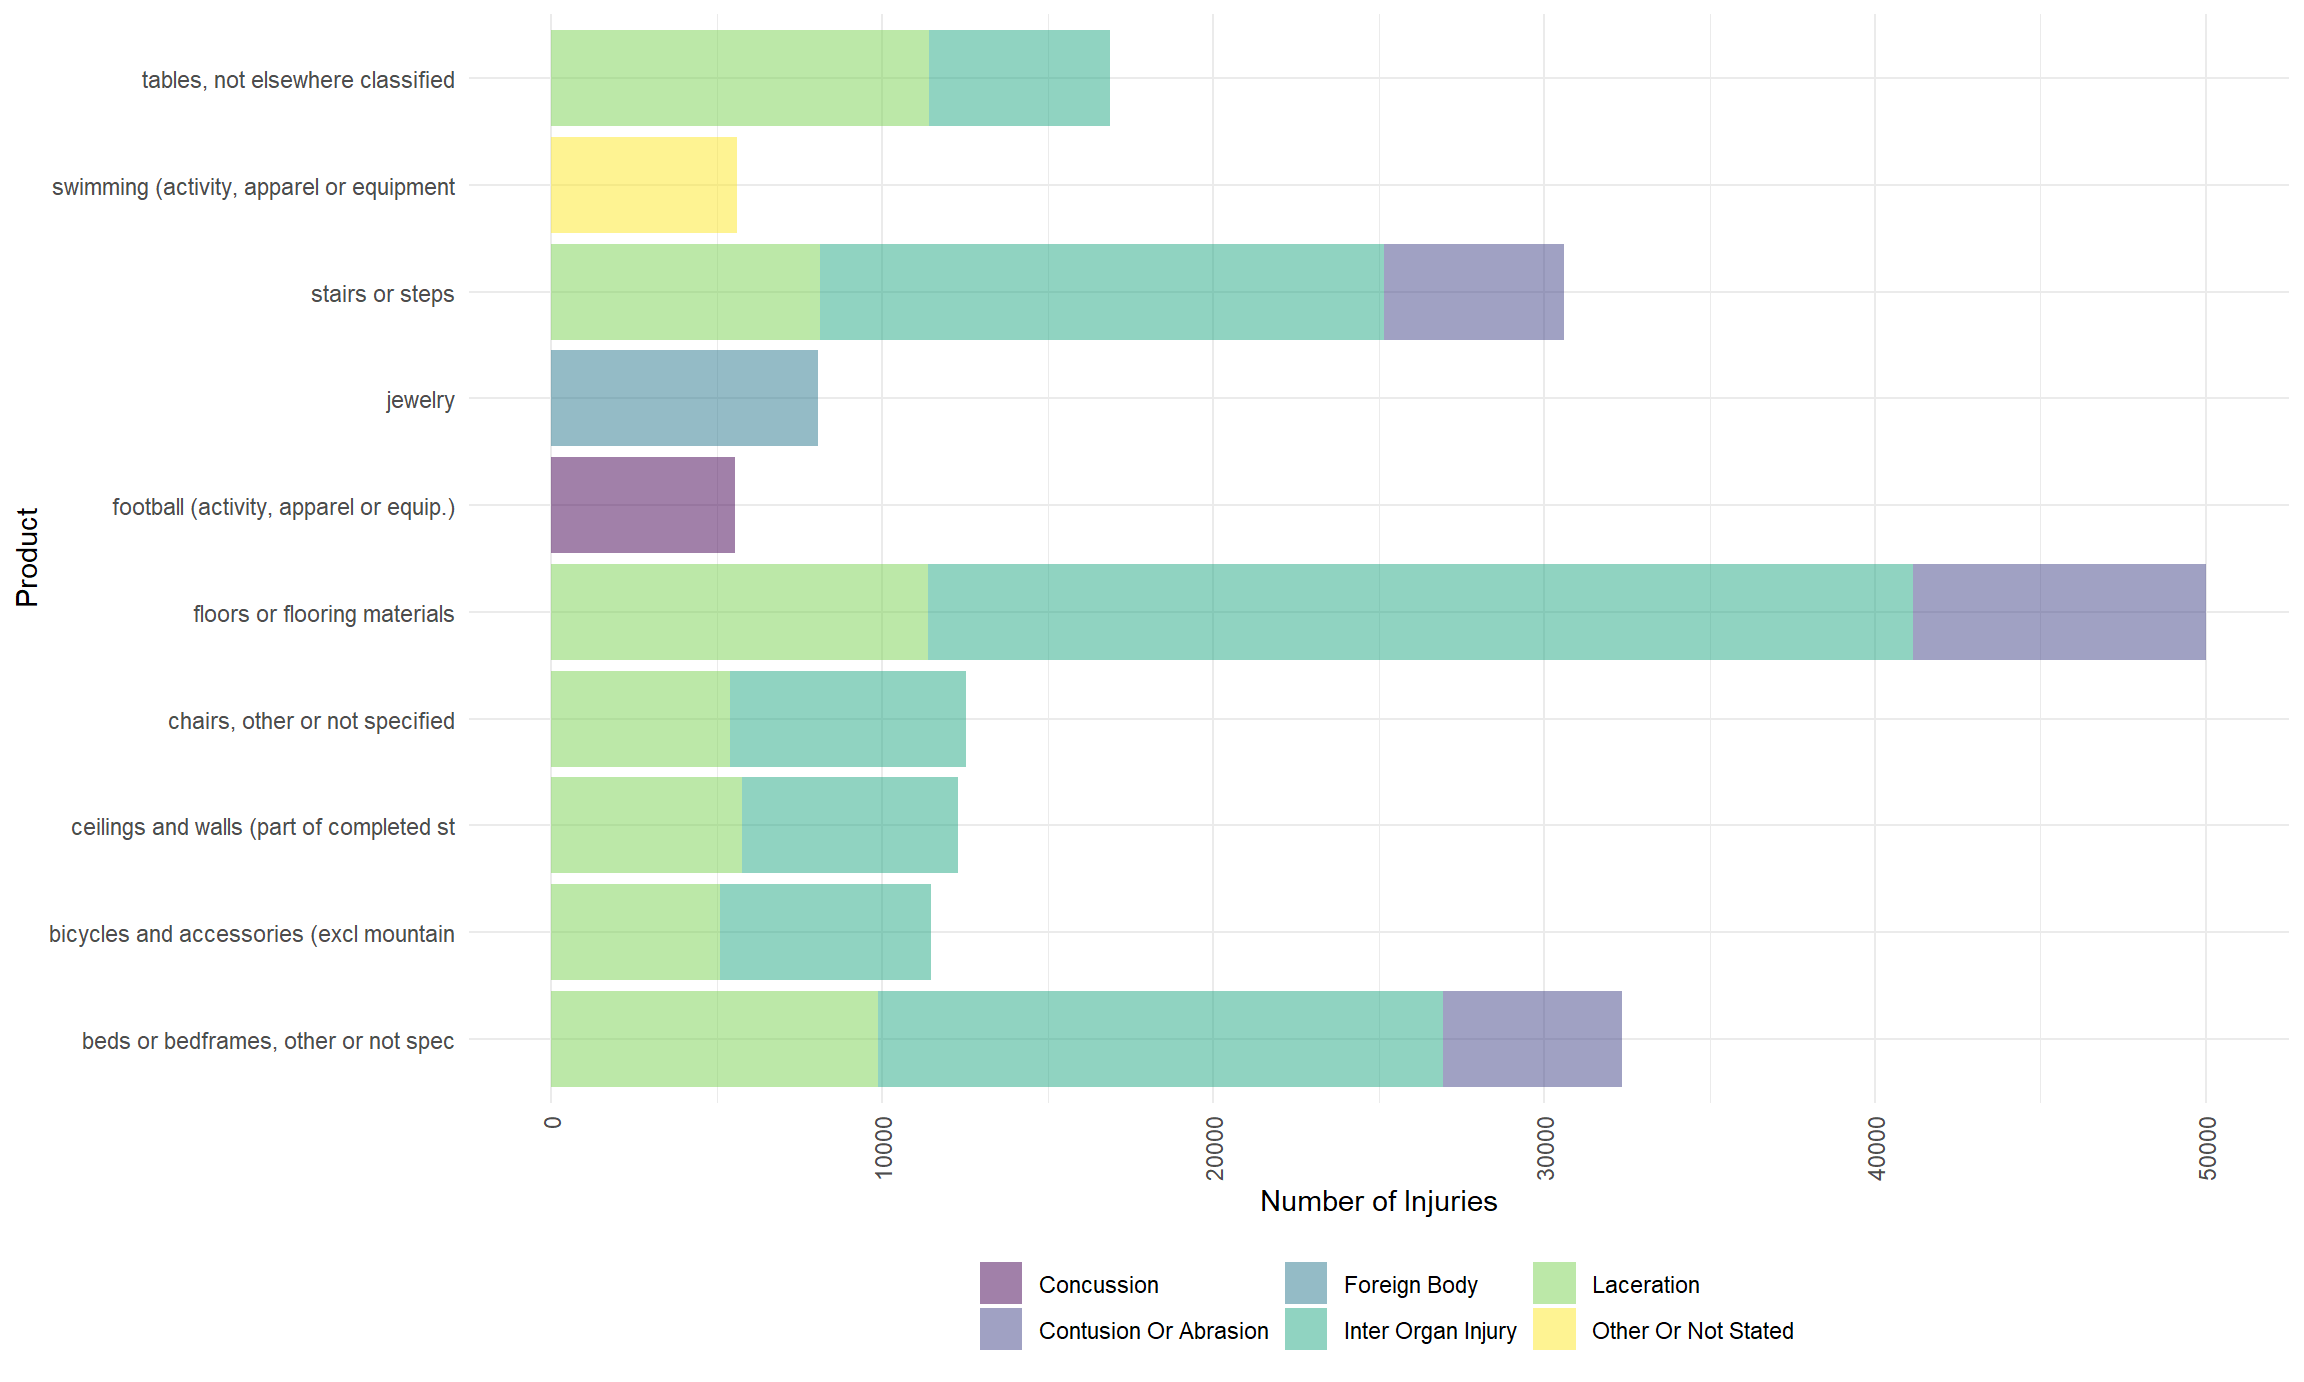 tables, not elsewhere classified
swimming (activity, apparel or equipment
stairs or steps
jewelry
football (activity, apparel or equip.)
floors or flooring materials
chairs, other or not specified
ceilings and walls (part of completed st
bicycles and accessories (excl mountain
beds or bedframes, other or not spec
Product
0
10000
20000
30000
40000
50000
Number of Injuries
Concussion
Foreign Body
Laceration
Contusion Or Abrasion
Inter Organ Injury
Other Or Not Stated